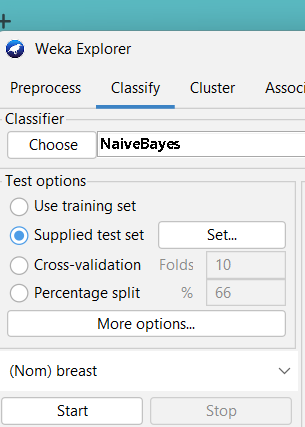 Weka Explorer
Preprocess Classify Cluster Associ
Classifier
Choose NaiveBayes
Test options
Use training set
Supplied test set Set...
Cross-validation Folds 10
Percentage split % 66
More options...
(Nom) breast
Start Stop